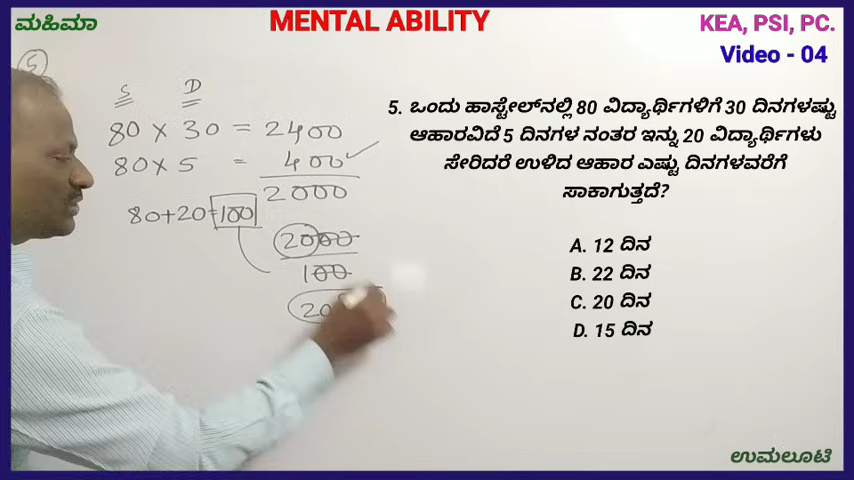 ಮಹಿಮಾ
MENTAL ABILITY
KEA, PSI, PC.
Video - 04
5
S D
80 x 30 = 2400
80 x 5 = 400 ✓
2000
80+20=100
2000
100
20
5. ಒಂದು ಹಾಸ್ಟೇಲ್‌ನಲ್ಲಿ 80 ವಿದ್ಯಾರ್ಥಿಗಳಿಗೆ 30 ದಿನಗಳಷ್ಟು
ಆಹಾರವಿದೆ 5 ದಿನಗಳ ನಂತರ ಇನ್ನು 20 ವಿದ್ಯಾರ್ಥಿಗಳು
ಸೇರಿದರೆ ಉಳಿದ ಆಹಾರ ಎಷ್ಟು ದಿನಗಳವರೆಗೆ
ಸಾಕಾಗುತ್ತದೆ?
A. 12 ದಿನ
B. 22 ದಿನ
C. 20 ದಿನ
D. 15 ದಿನ
ಉಮಲೂಟಿ